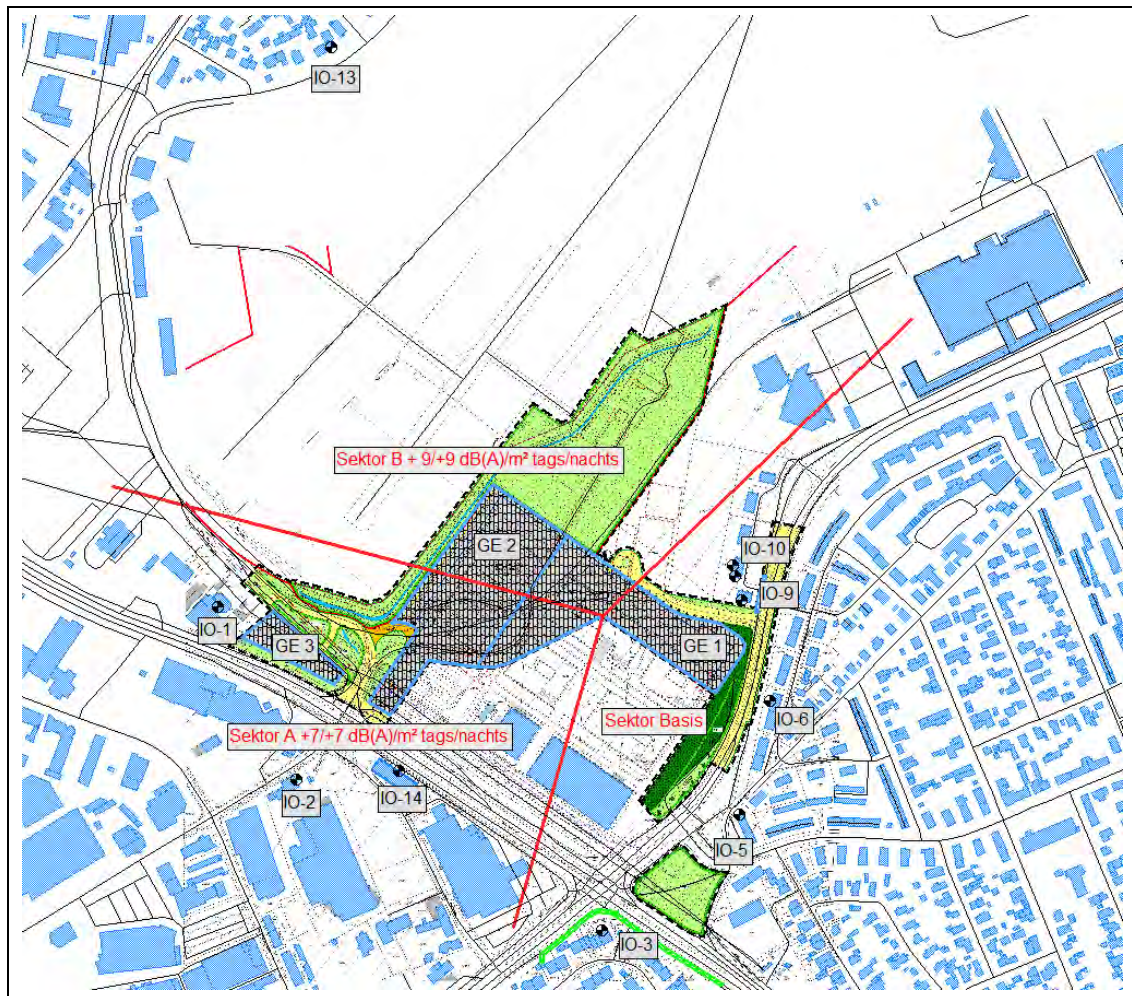 IO-13
Sektor B + 9/+9 dB(A)/m² tags/nachts
GE 2
IO-10
IO-9
IO-1
GE 3
GE 1
Sektor A +7/+7 dB(A)/m² tags/nachts
Sektor Basis
IO-6
IO-2
IO-14
IO-5
IO-3